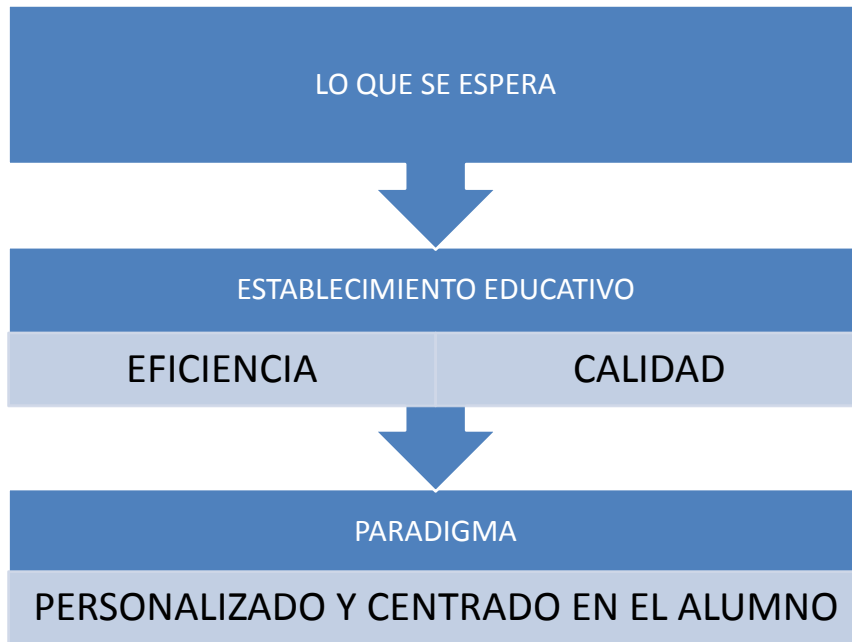 LO QUE SE ESPERA
ESTABLECIMIENTO EDUCATIVO
EFICIENCIA
CALIDAD
PARADIGMA
PERSONALIZADO Y CENTRADO EN EL ALUMNO